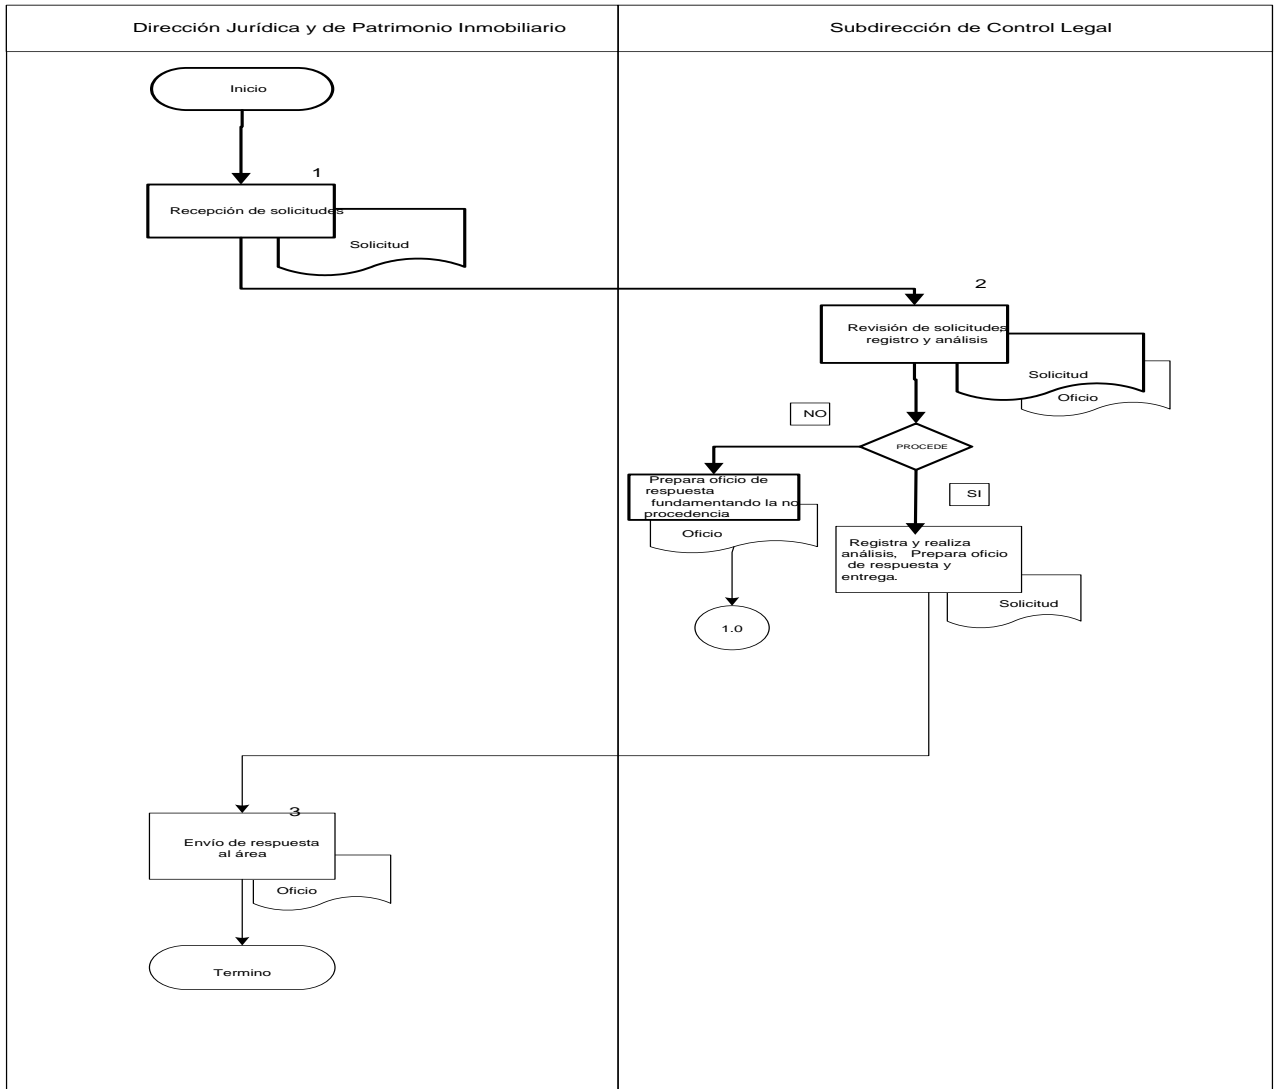 Dirección Jurídica y de Patrimonio Inmobiliario
Subdirección de Control Legal
Inicio
1
Recepción de solicitudes
Solicitud
2
Revisión de solicitudes,
registro y análisis
Solicitud
Oficio
NO
PROCEDE
Prepara oficio de
respuesta
fundamentando la no
procedencia
Oficio
SI
Registra y realiza
análisis, Prepara oficio
de respuesta y
entrega.
Solicitud
1.0
3
Envío de respuesta
al área
Oficio
Termino